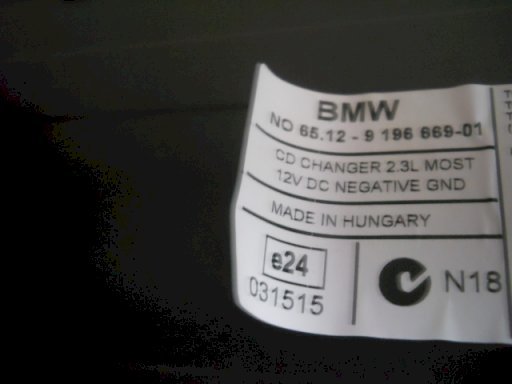 BMW
NO 65.12 - 9 196 669-01
CD CHANGER 2.3L MOST
12V DC NEGATIVE GND
MADE IN HUNGARY
e24
031515
N18